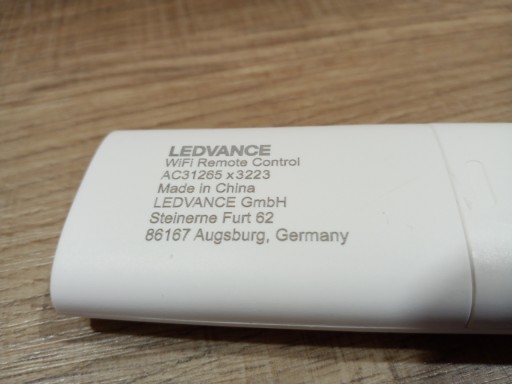 LEDVANCE
WiFi Remote Control
AC31265 x3223
Made in China
LEDVANCE GmbH
Steinerne Furt 62
86167 Augsburg, Germany